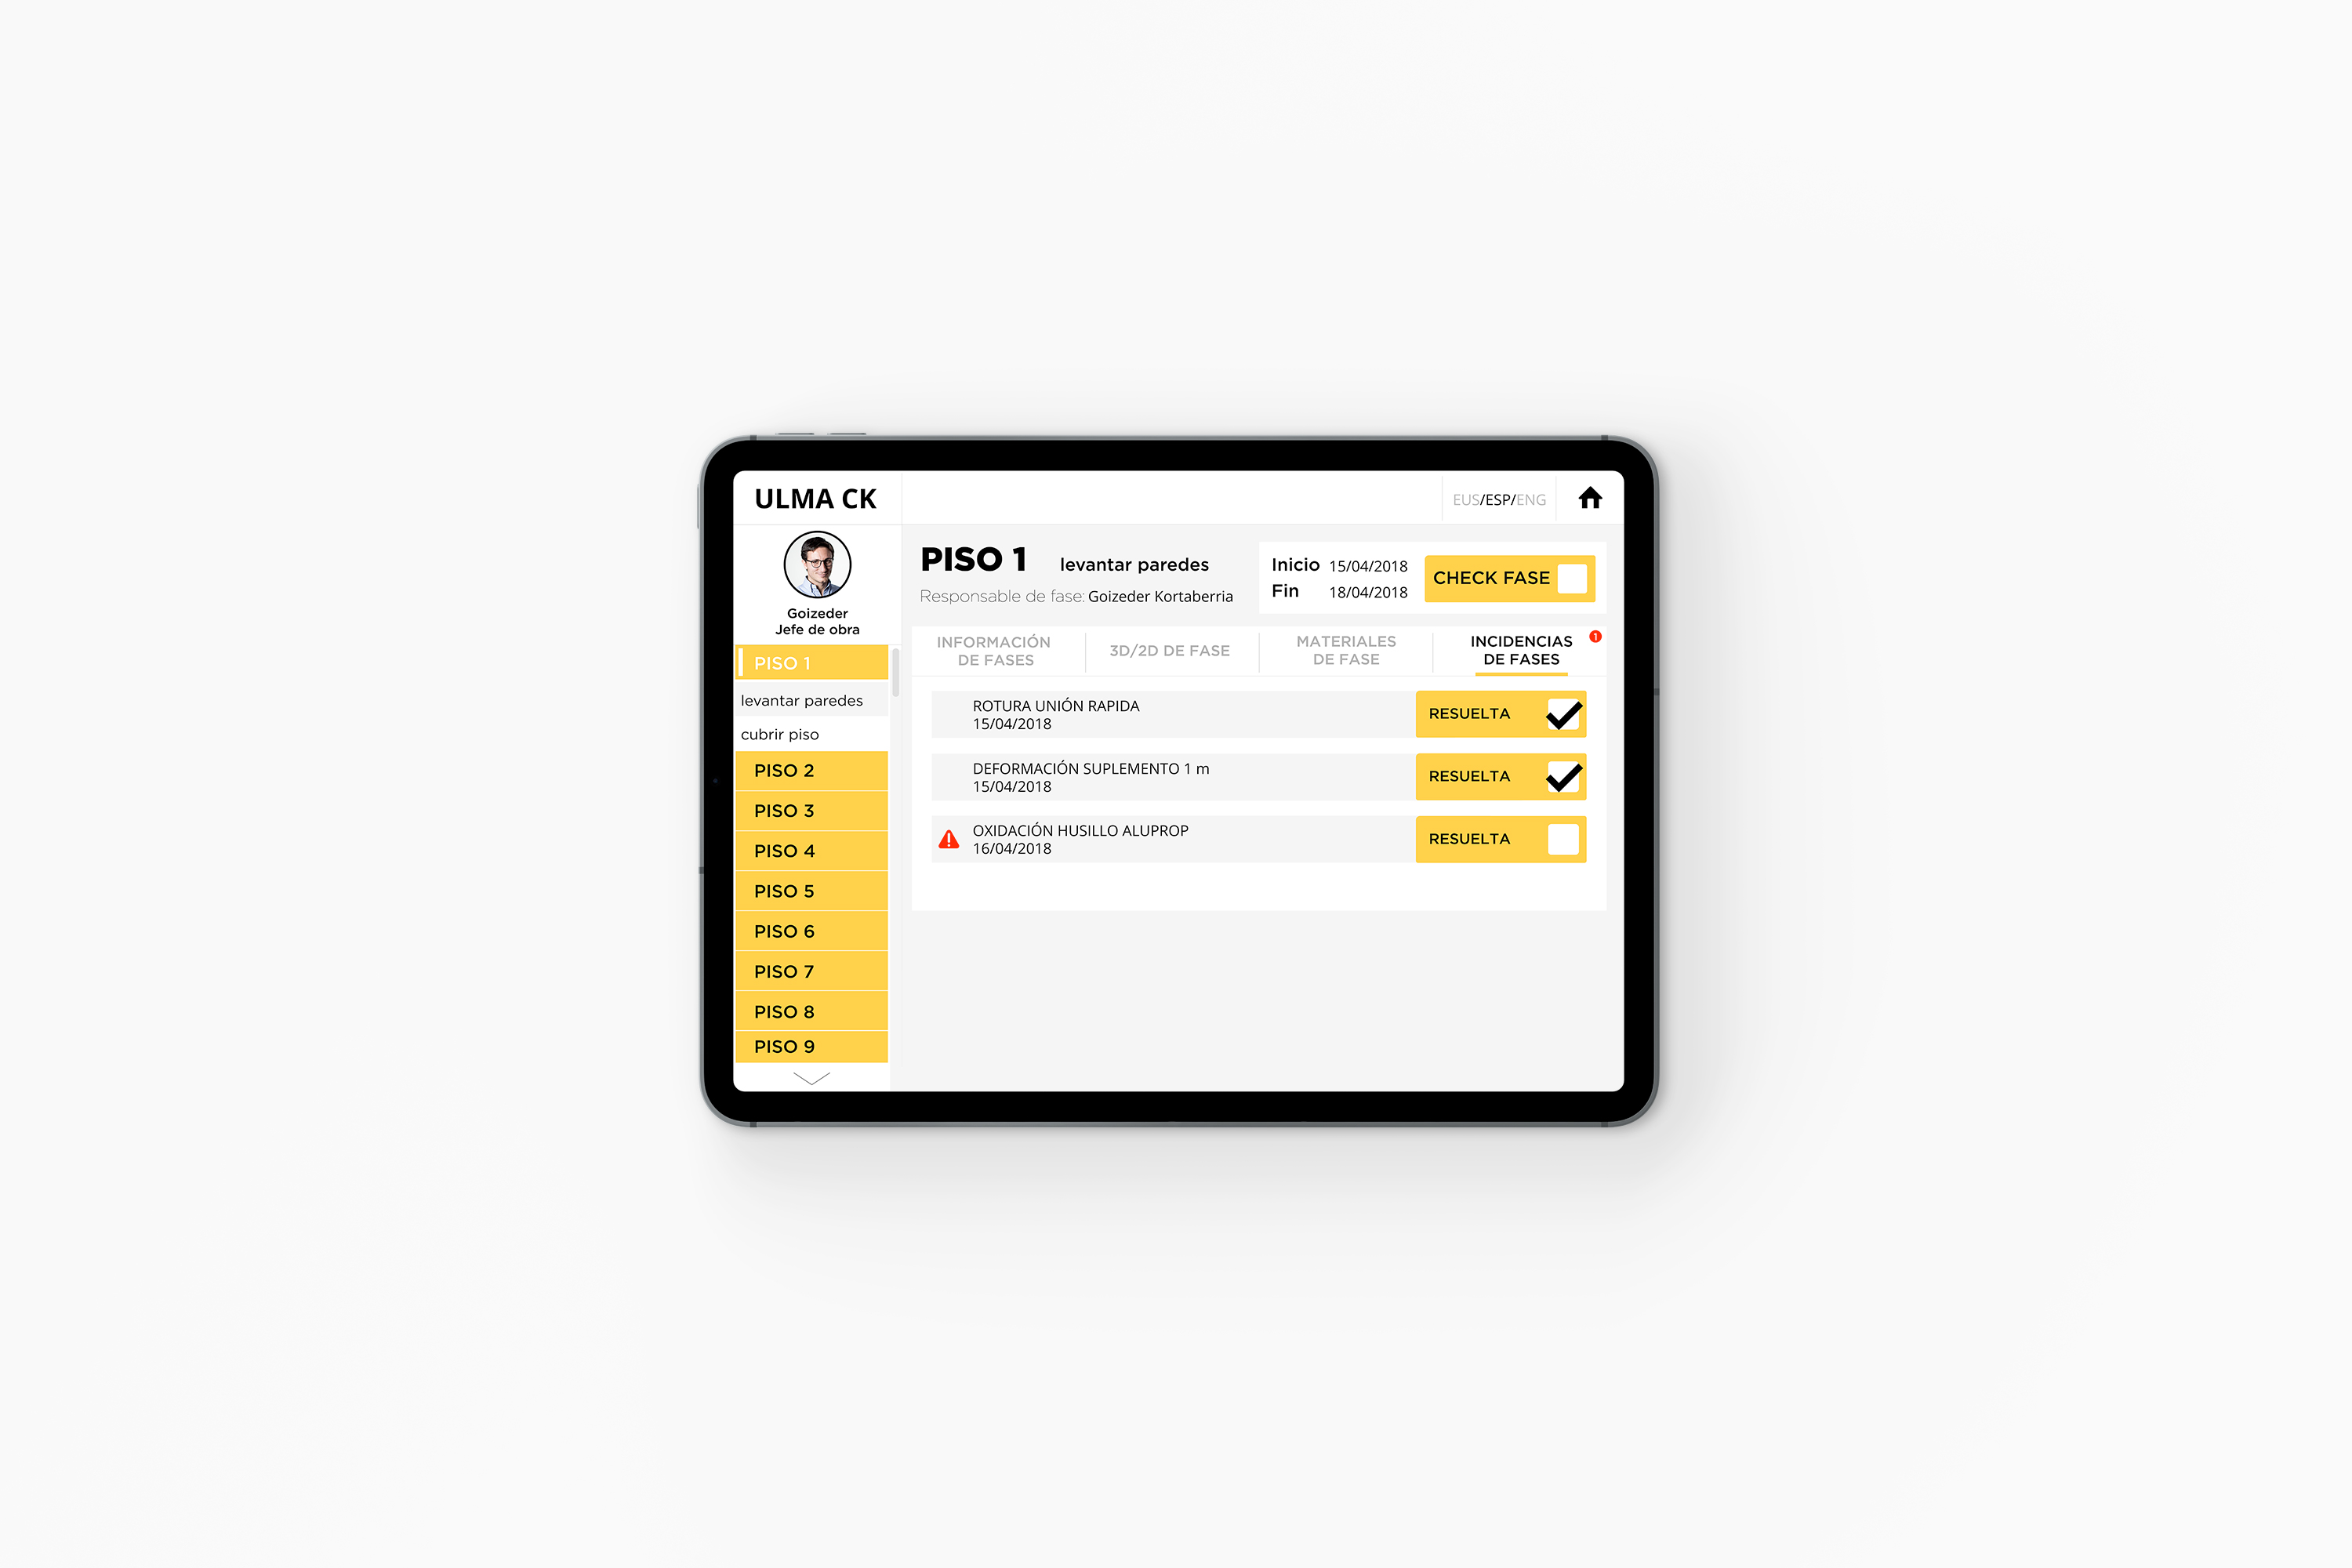 ULMA CK
EUS/ESP/ENG
Goizeder
Jefe de obra
PISO 1
levantar paredes
cubrir piso
PISO 2
PISO 3
PISO 4
PISO 5
PISO 6
PISO 7
PISO 8
PISO 9
PISO 1 levantar paredes
Responsable de fase: Goizeder Kortaberria
Inicio 15/04/2018
Fin 18/04/2018
CHECK FASE
INFORMACIÓN
DE FASES
3D/2D DE FASE
MATERIALES
DE FASE
INCIDENCIAS
DE FASES
1
ROTURA UNIÓN RAPIDA
15/04/2018
RESUELTA
DEFORMACIÓN SUPLEMENTO 1 m
15/04/2018
RESUELTA
OXIDACIÓN HUSILLO ALUPROP
16/04/2018
RESUELTA